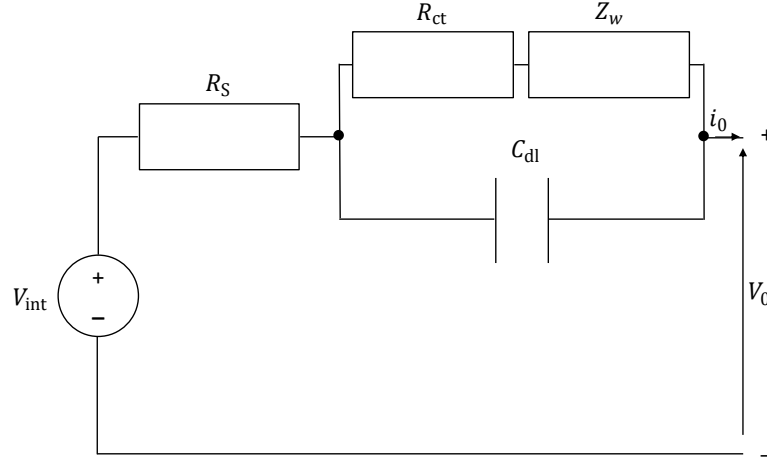 R_ct
Z_w
R_S
i_0
+
C_dl
+
V_int
−
V_0
−